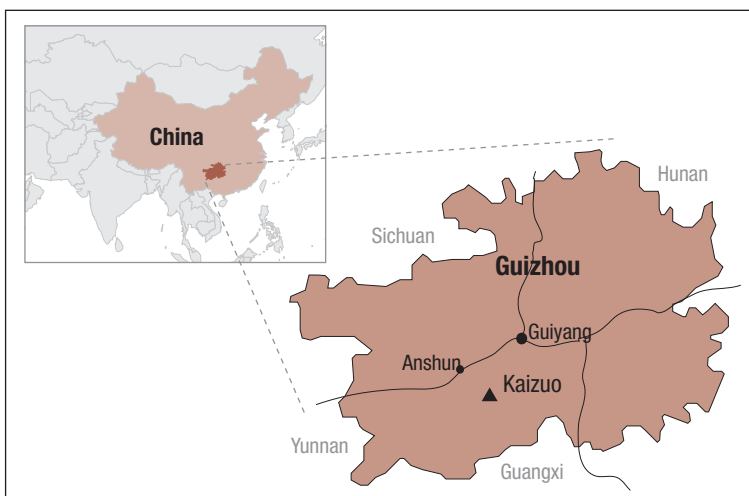 China
Hunan
Sichuan
Guizhou
Guiyang
Anshun
Kaizuo
Yunnan
Guangxi